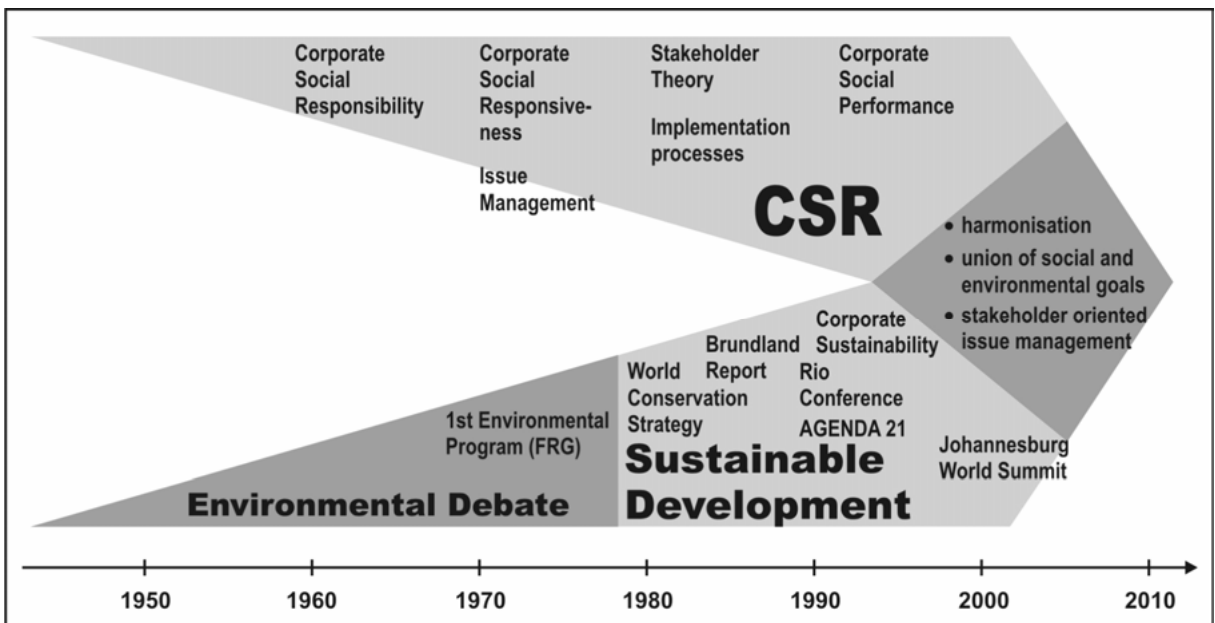 Corporate
Social
Responsibility
Corporate
Social
Responsive-
ness
Issue
Management
Stakeholder
Theory
Implementation
processes
Corporate
Social
Performance
CSR
• harmonisation
• union of social and
environmental goals
• stakeholder oriented
issue management
1st Environmental
Program (FRG)
Environmental Debate
World
Conservation
Strategy
Brundland
Report
Corporate
Sustainability
Rio
Conference
AGENDA 21
Sustainable
Development
Johannesburg
World Summit
1950 1960 1970 1980 1990 2000 2010